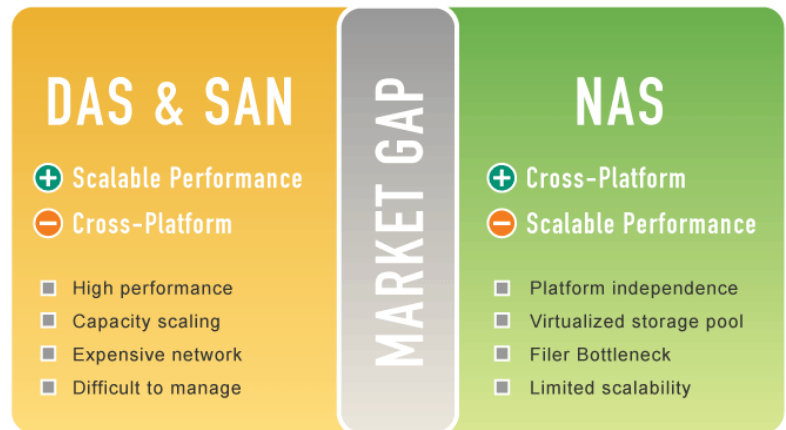 DAS & SAN
Scalable Performance
Cross-Platform
High performance
Capacity scaling
Expensive network
Difficult to manage
MARKET GAP
NAS
Cross-Platform
Scalable Performance
Platform independence
Virtualized storage pool
Filer Bottleneck
Limited scalability